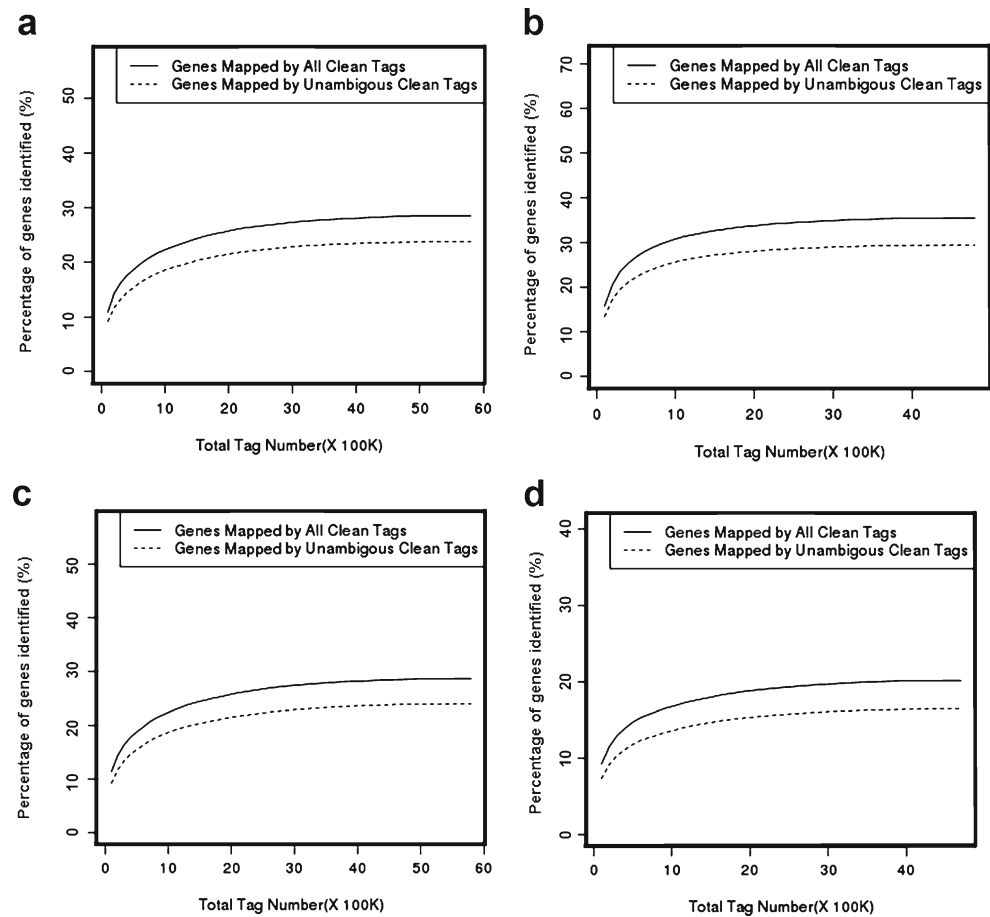 a
Genes Mapped by All Clean Tags
Genes Mapped by Unambigous Clean Tags
Percentage of genes identified (%)
50
40
30
20
10
0
0 10 20 30 40 50 60
Total Tag Number(X 100K)
b
Genes Mapped by All Clean Tags
Genes Mapped by Unambigous Clean Tags
Percentage of genes identified (%)
70
60
50
40
30
20
10
0
0 10 20 30 40
Total Tag Number(X 100K)
c
Genes Mapped by All Clean Tags
Genes Mapped by Unambigous Clean Tags
Percentage of genes identified (%)
50
40
30
20
10
0
0 10 20 30 40 50 60
Total Tag Number(X 100K)
d
Genes Mapped by All Clean Tags
Genes Mapped by Unambigous Clean Tags
Percentage of genes identified (%)
40
30
20
10
0
0 10 20 30 40
Total Tag Number(X 100K)